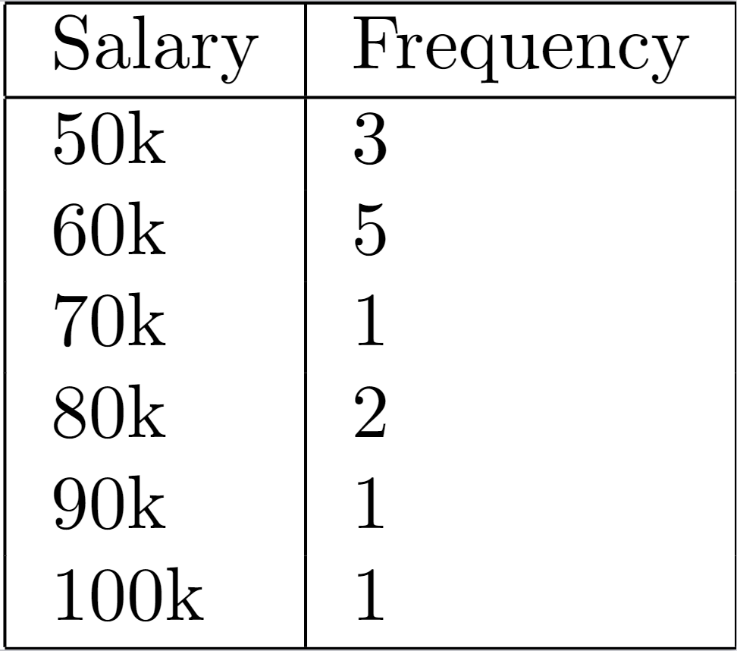 Salary Frequency
50k 3
60k 5
70k 1
80k 2
90k 1
100k 1